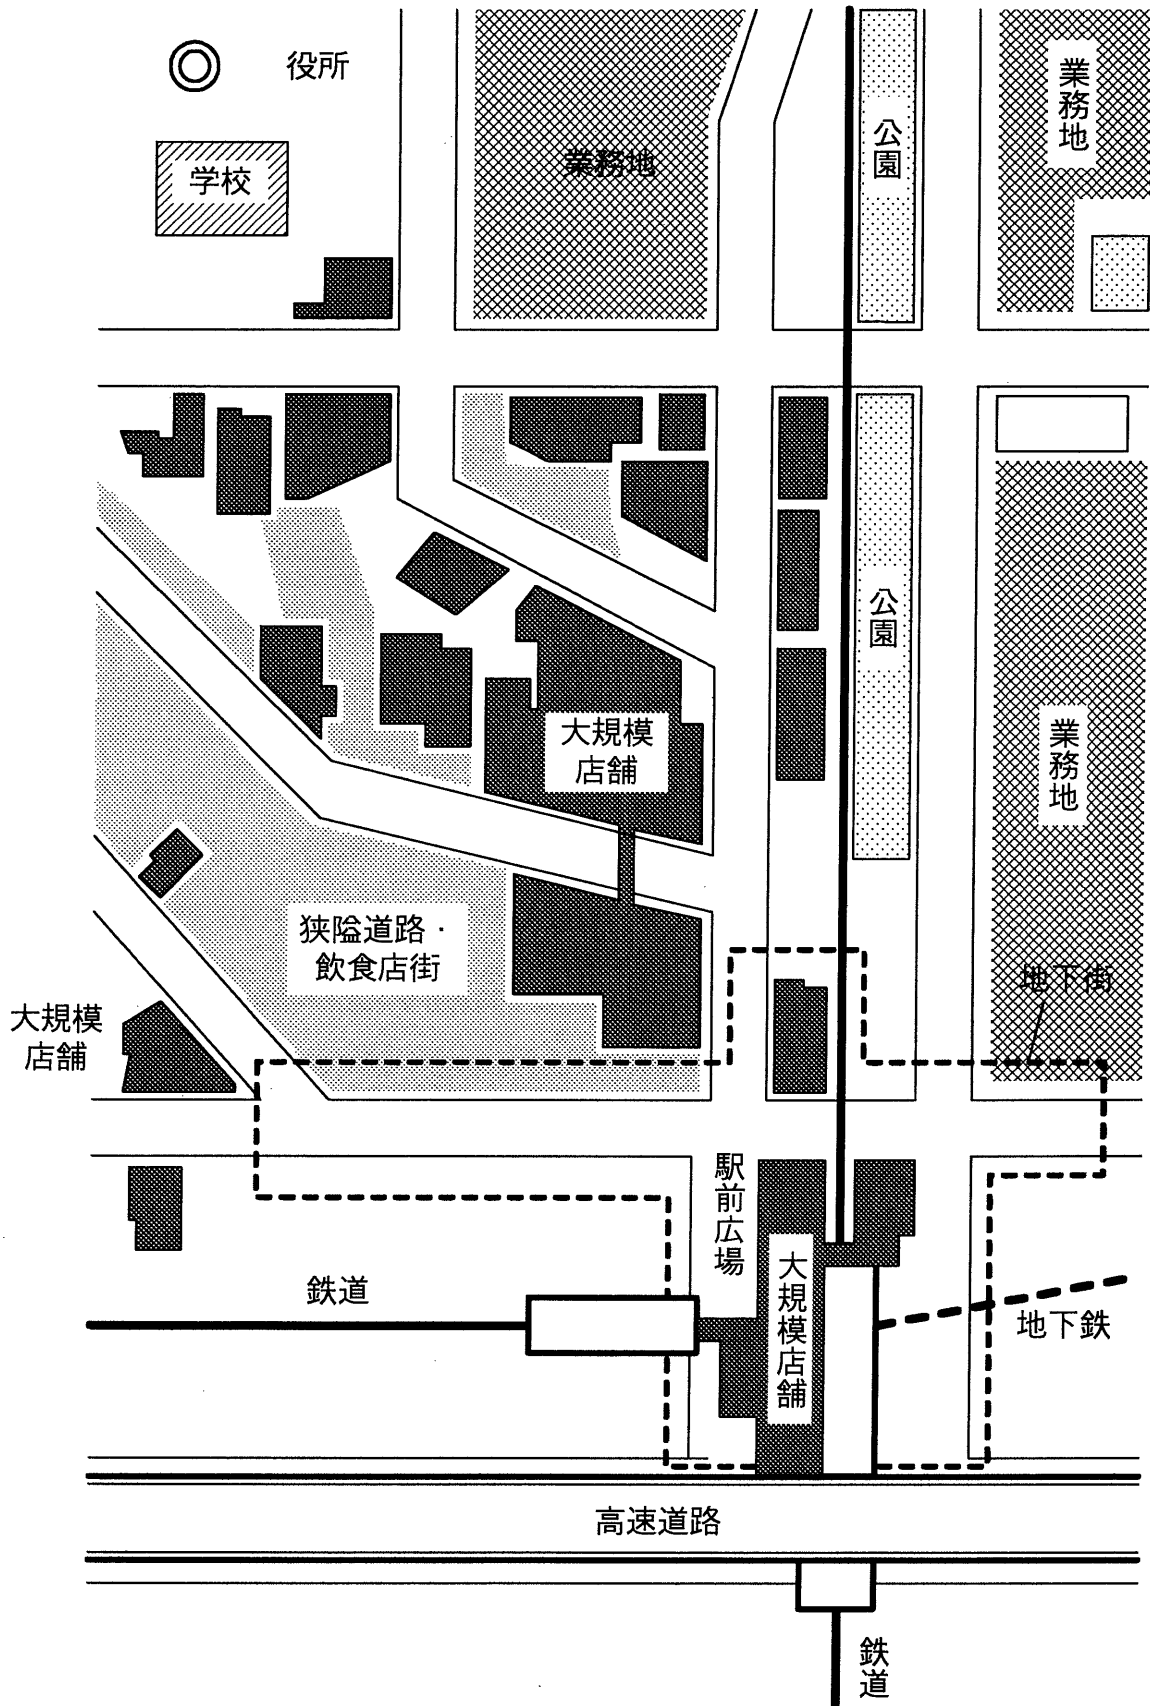 役所
学校
業務地
公園
業務地
公園
業務地
大規模
店舗
狭隘道路・
飲食店街
地下街
大規模
店舗
駅前広場
大規模店舗
鉄道
地下鉄
高速道路
鉄道